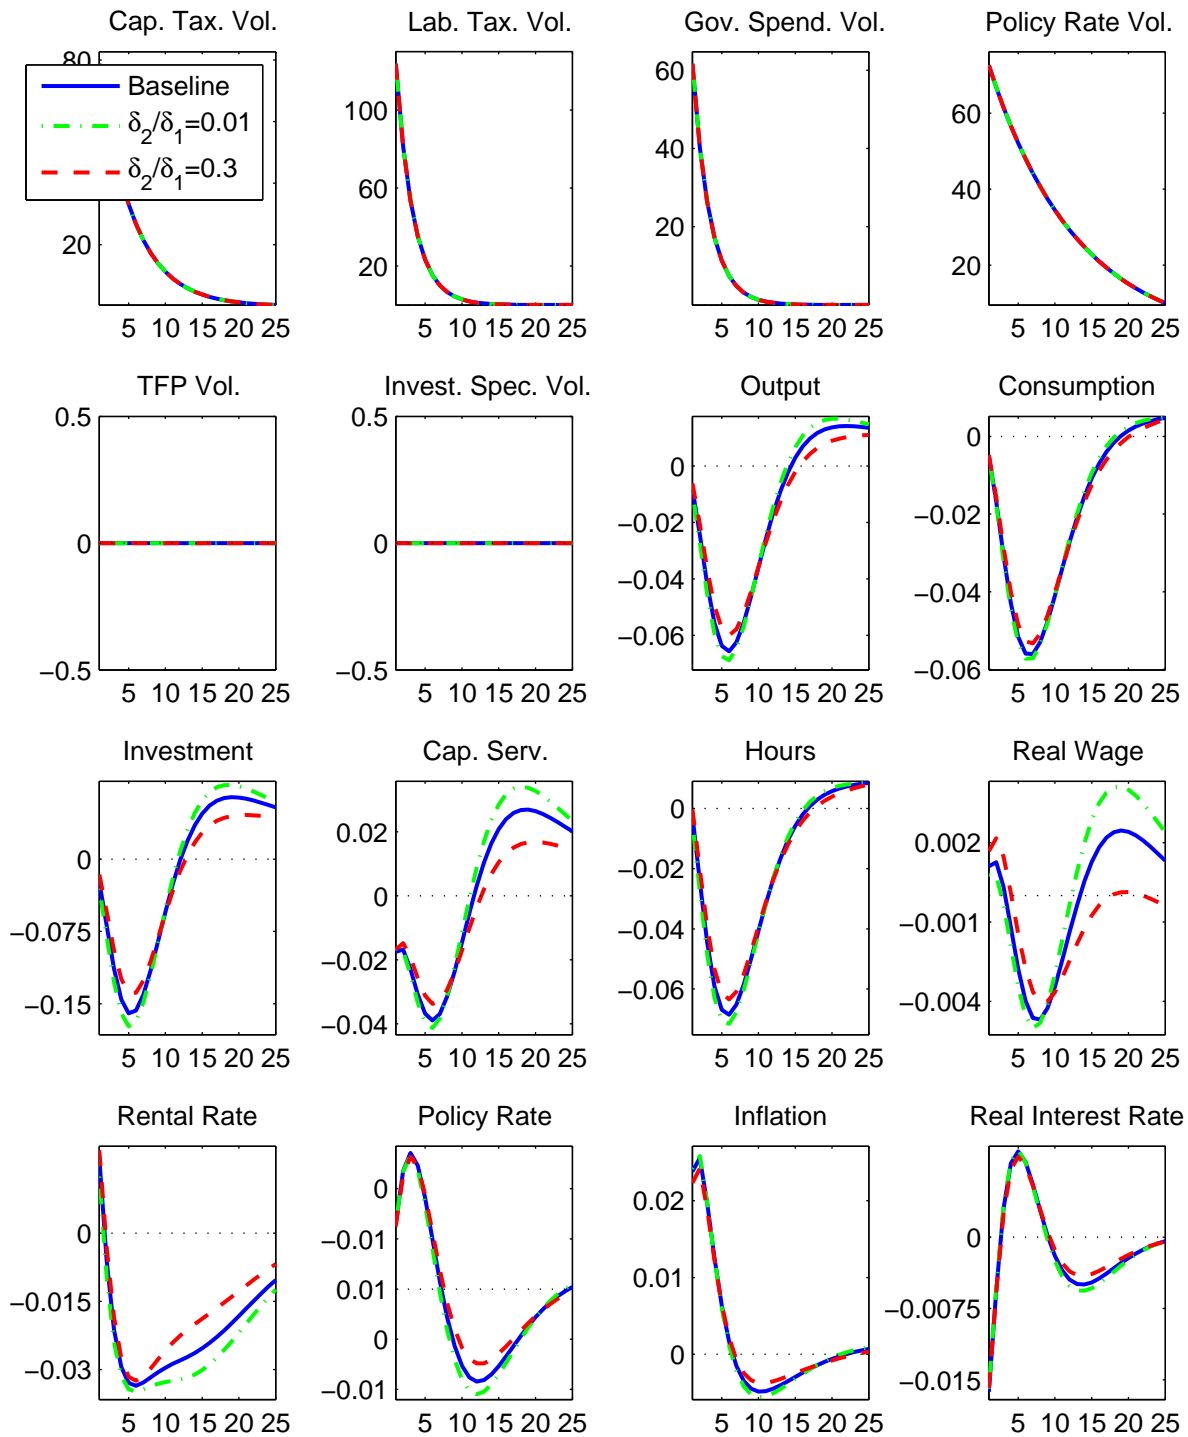 Cap. Tax. Vol. Lab. Tax. Vol. Gov. Spend. Vol. Policy Rate Vol.
80
20
5 10 15 20 25
Baseline
δ2/δ1=0.01
δ2/δ1=0.3
100
60
20
5 10 15 20 25
60
40
20
5 10 15 20 25
60
40
20
5 10 15 20 25
TFP Vol. Invest. Spec. Vol. Output Consumption
0.5
0
−0.5
5 10 15 20 25
0.5
0
−0.5
5 10 15 20 25
0
−0.02
−0.04
−0.06
5 10 15 20 25
0
−0.02
−0.04
−0.06
5 10 15 20 25
Investment Cap. Serv. Hours Real Wage
0
−0.075
−0.15
5 10 15 20 25
0.02
0
−0.02
−0.04
5 10 15 20 25
0
−0.02
−0.04
−0.06
5 10 15 20 25
0.002
−0.001
−0.004
5 10 15 20 25
Rental Rate Policy Rate Inflation Real Interest Rate
0
−0.015
−0.03
5 10 15 20 25
0
−0.01
0.01
0
−0.01
5 10 15 20 25
0.02
0.01
0
5 10 15 20 25
0
−0.0075
−0.015
5 10 15 20 25